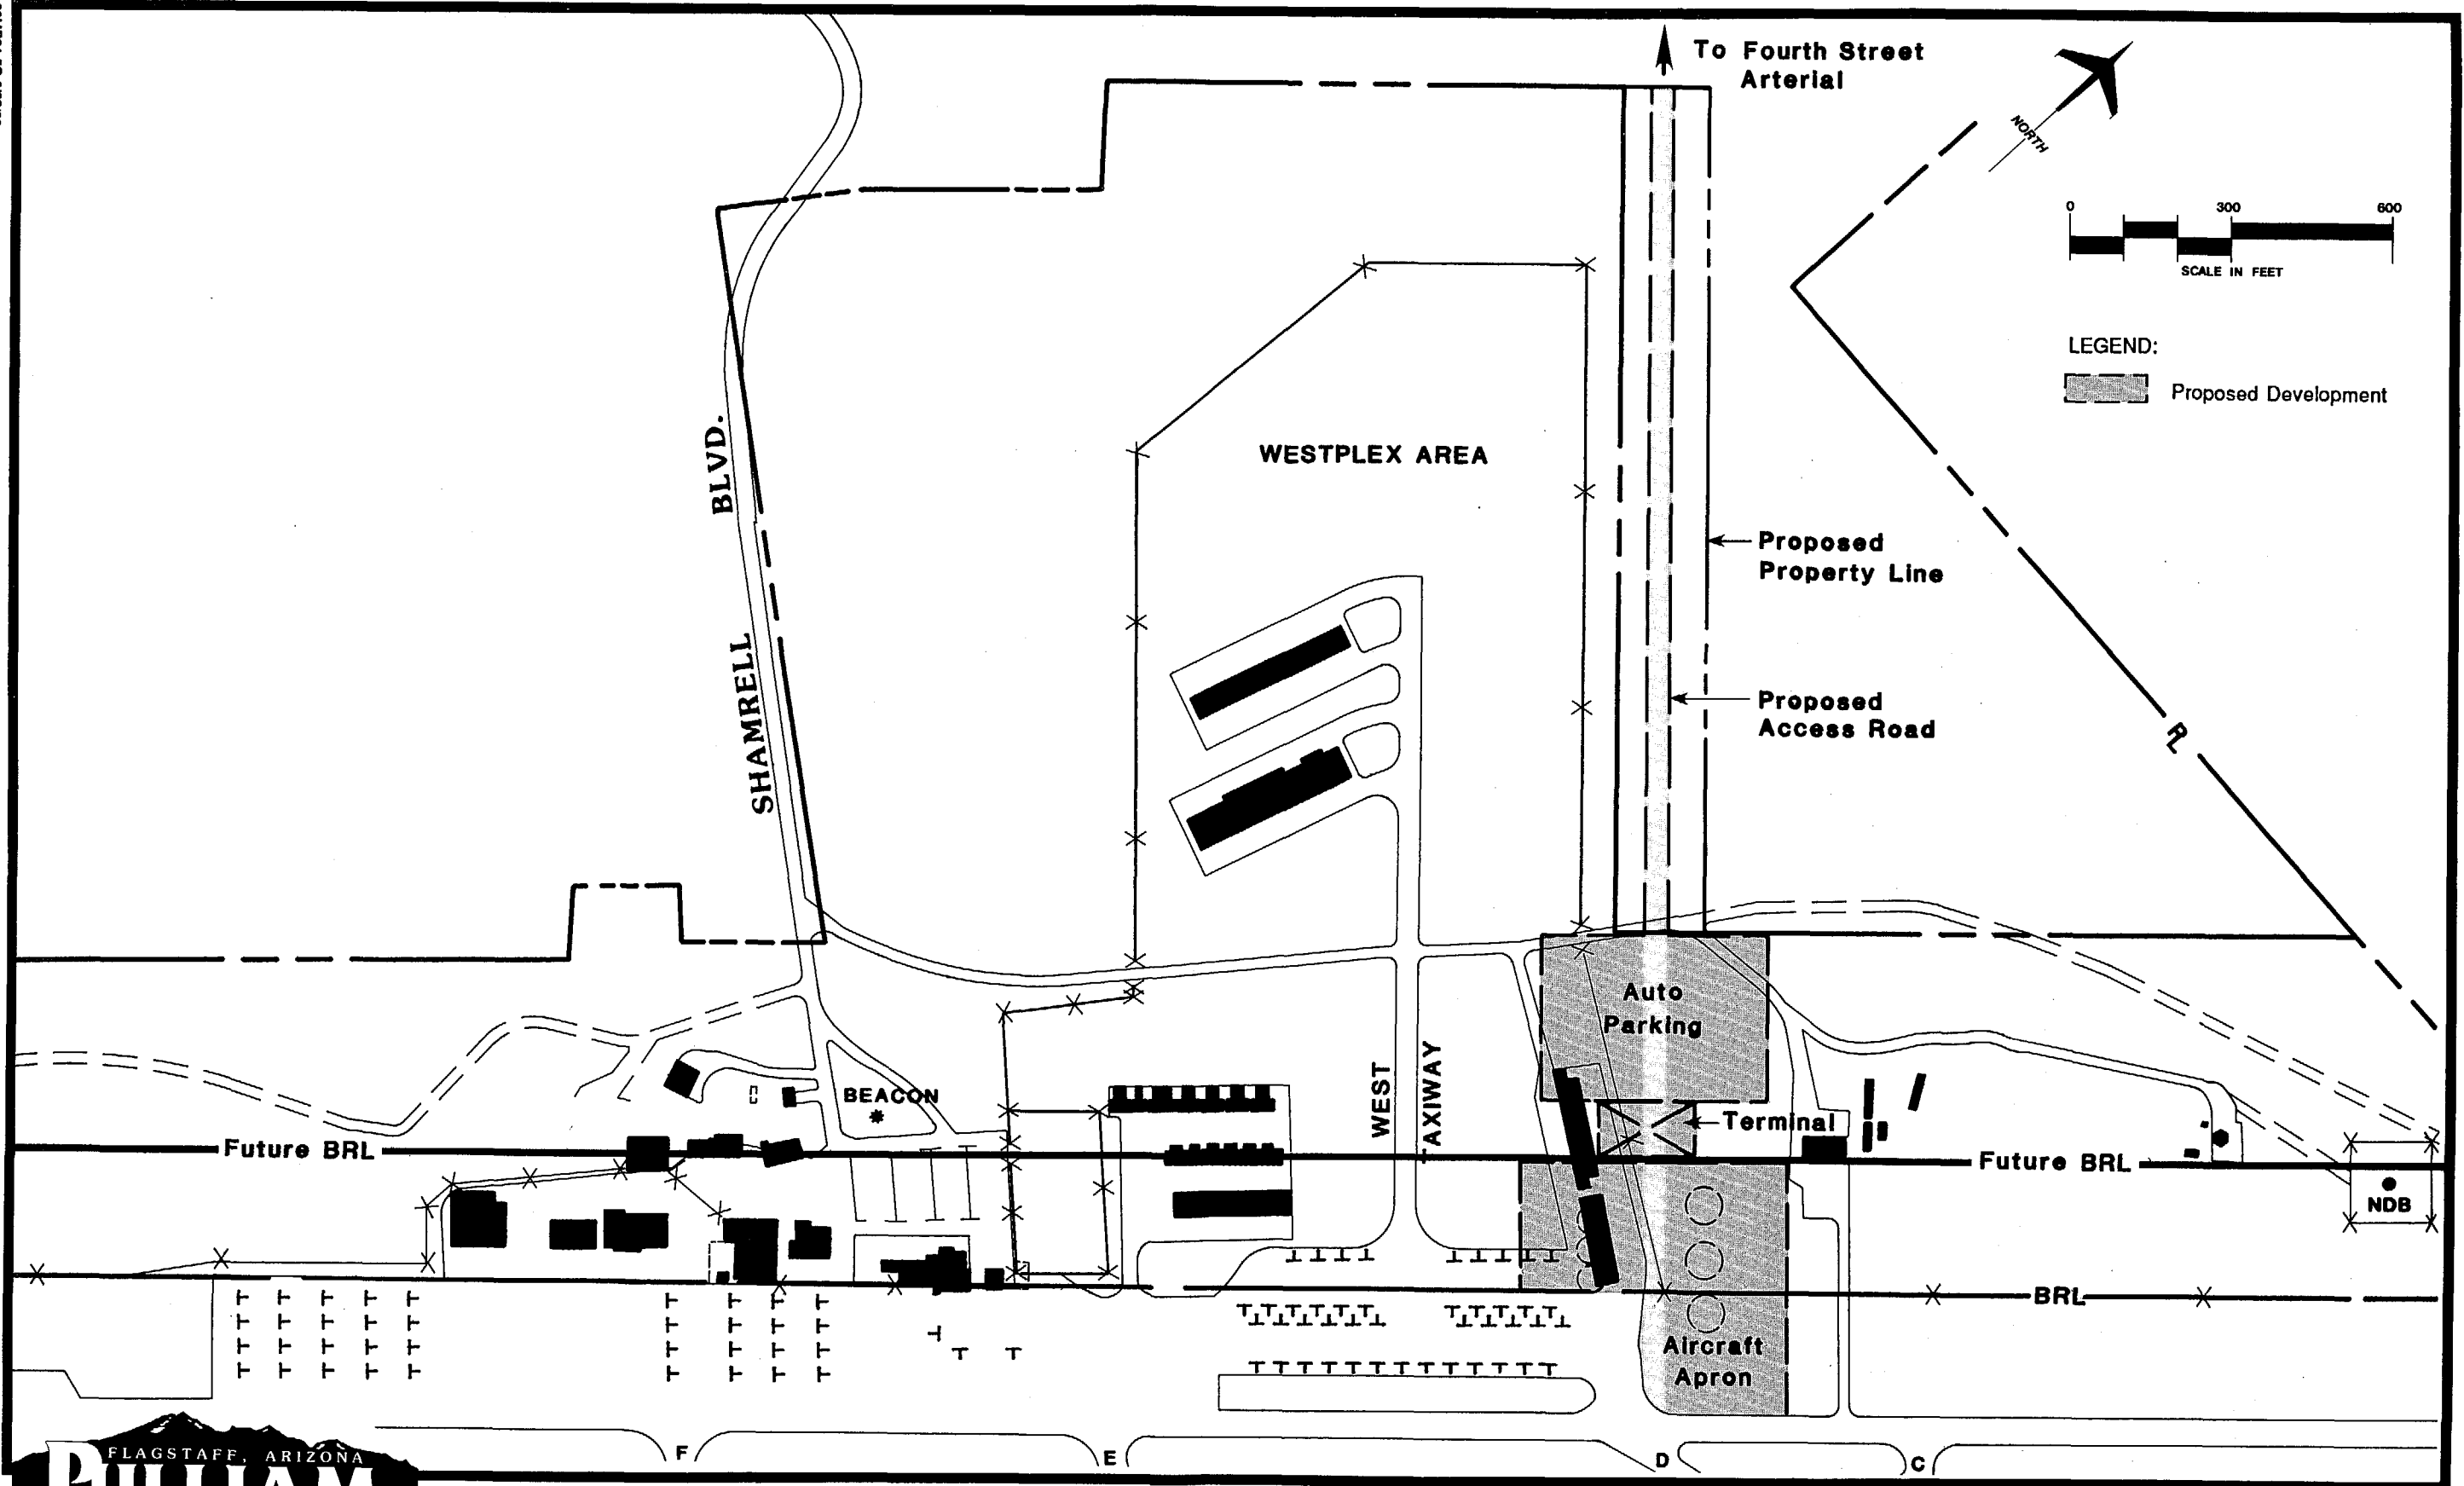 To Fourth Street
Arterial
NORTH
0 300 600
SCALE IN FEET
LEGEND:
Proposed Development
SHAMRELL BLVD.
WESTPLEX AREA
Proposed
Property Line
Proposed
Access Road
PL
Auto
Parking
BEACON
WEST TAXIWAY
Terminal
Future BRL
Future BRL
NDB
BRL
Aircraft
Apron
FLAGSTAFF, ARIZONA
F
E
D
C